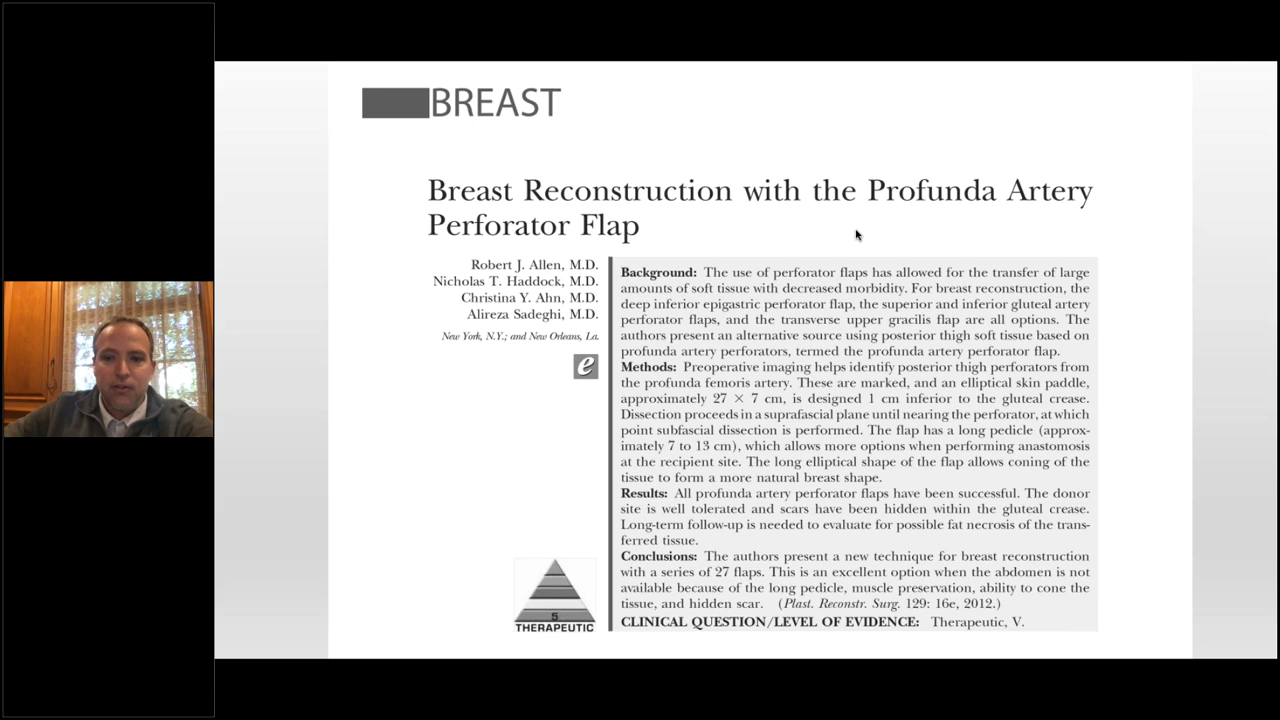 BREAST
Breast Reconstruction with the Profunda Artery
Perforator Flap
Robert J. Allen, M.D.
Nicholas T. Haddock, M.D.
Christina Y. Ahn, M.D.
Alireza Sadeghi, M.D.
New York, N.Y.; and New Orleans, La.
e
Background: The use of perforator flaps has allowed for the transfer of large
amounts of soft tissue with decreased morbidity. For breast reconstruction, the
deep inferior epigastric perforator flap, the superior and inferior gluteal artery
perforator flaps, and the transverse upper gracilis flap are all options. The
authors present an alternative source using posterior thigh soft tissue based on
profunda artery perforators, termed the profunda artery perforator flap.
Methods: Preoperative imaging helps identify posterior thigh perforators from
the profunda femoris artery. These are marked, and an elliptical skin paddle,
approximately 27 × 7 cm, is designed 1 cm inferior to the gluteal crease.
Dissection proceeds in a suprafascial plane until nearing the perforator, at which
point subfascial dissection is performed. The flap has a long pedicle (approx-
imately 7 to 13 cm), which allows more options when performing anastomosis
at the recipient site. The long elliptical shape of the flap allows coning of the
tissue to form a more natural breast shape.
Results: All profunda artery perforator flaps have been successful. The donor
site is well tolerated and scars have been hidden within the gluteal crease.
Long-term follow-up is needed to evaluate for possible fat necrosis of the trans-
ferred tissue.
Conclusions: The authors present a new technique for breast reconstruction
with a series of 27 flaps. This is an excellent option when the abdomen is not
available because of the long pedicle, muscle preservation, ability to cone the
tissue, and hidden scar. (Plast. Reconstr. Surg. 129: 16e, 2012.)
CLINICAL QUESTION/LEVEL OF EVIDENCE: Therapeutic, V.
5
THERAPEUTIC